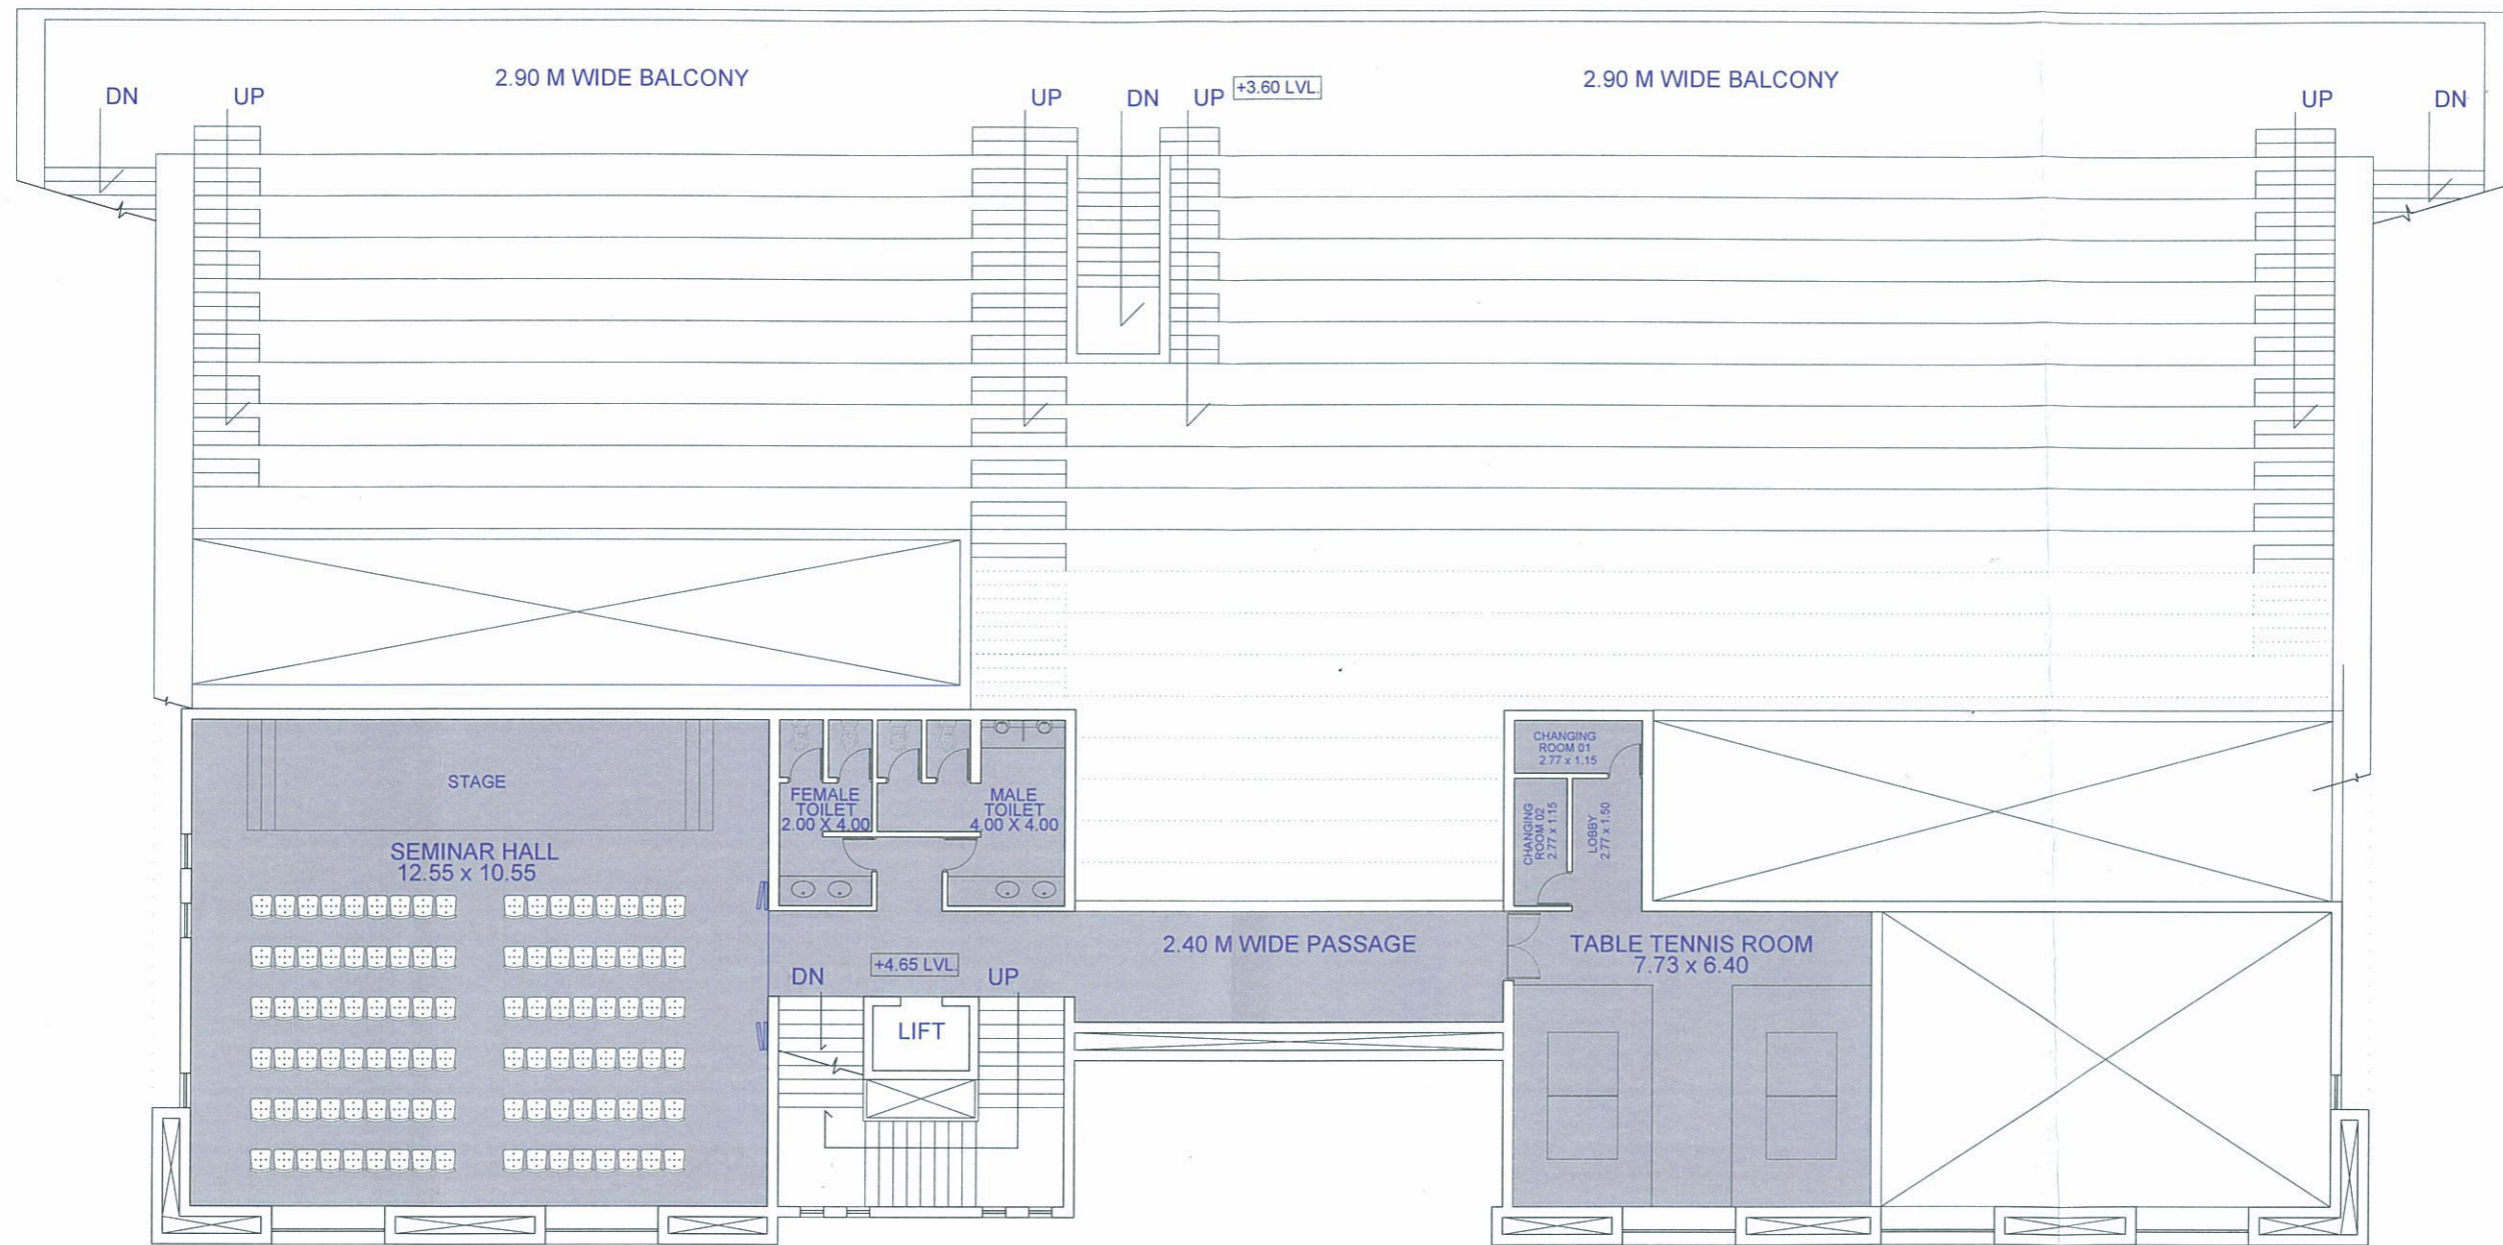 2.90 M WIDE BALCONY
2.90 M WIDE BALCONY
DN
UP
UP
DN
UP
+3.60 LVL.
UP
DN
STAGE
SEMINAR HALL
12.55 x 10.55
FEMALE
TOILET
2.00 X 4.00
MALE
TOILET
4.00 X 4.00
CHANGING
ROOM 01
2.77 x 1.15
CHANGING
ROOM 02
2.77 x 1.15
LOBBY
2.77 x 1.50
2.40 M WIDE PASSAGE
TABLE TENNIS ROOM
7.73 x 6.40
+4.65 LVL.
DN
UP
LIFT